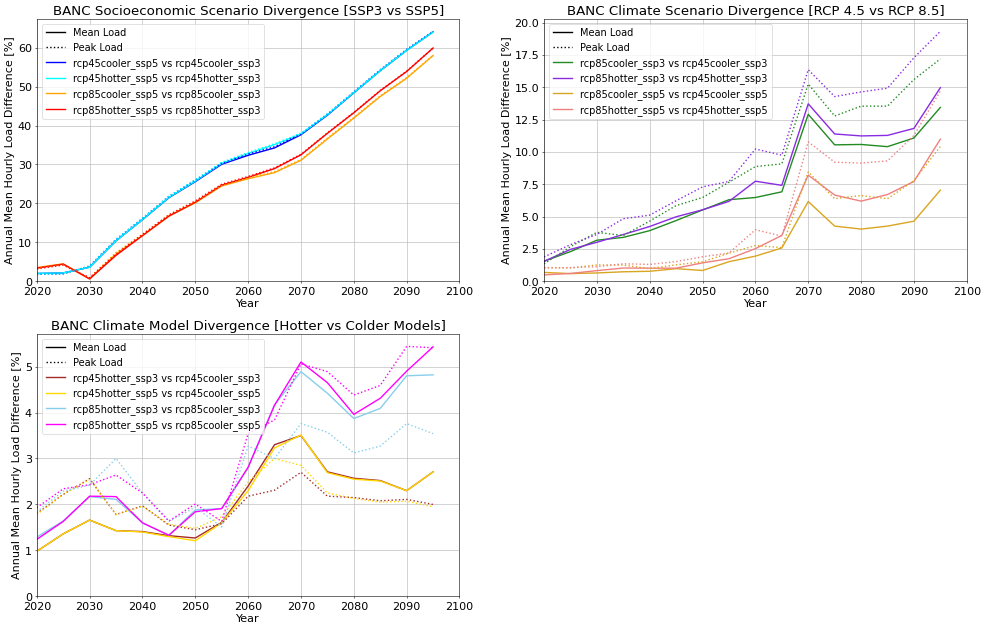 BANC Socioeconomic Scenario Divergence [SSP3 vs SSP5]
Annual Mean Hourly Load Difference [%]
60
50
40
30
20
10
0
Mean Load
Peak Load
rcp45cooler_ssp5 vs rcp45cooler_ssp3
rcp45hotter_ssp5 vs rcp45hotter_ssp3
rcp85cooler_ssp5 vs rcp85cooler_ssp3
rcp85hotter_ssp5 vs rcp85hotter_ssp3
2020 2030 2040 2050 2060 2070 2080 2090 2100
Year
BANC Climate Scenario Divergence [RCP 4.5 vs RCP 8.5]
Annual Mean Hourly Load Difference [%]
20.0
17.5
15.0
12.5
10.0
7.5
5.0
2.5
0.0
Mean Load
Peak Load
rcp85cooler_ssp3 vs rcp45cooler_ssp3
rcp85hotter_ssp3 vs rcp45hotter_ssp3
rcp85cooler_ssp5 vs rcp45cooler_ssp5
rcp85hotter_ssp5 vs rcp45hotter_ssp5
2020 2030 2040 2050 2060 2070 2080 2090 2100
Year
BANC Climate Model Divergence [Hotter vs Colder Models]
Annual Mean Hourly Load Difference [%]
5
4
3
2
1
0
Mean Load
Peak Load
rcp45hotter_ssp3 vs rcp45cooler_ssp3
rcp45hotter_ssp5 vs rcp45cooler_ssp5
rcp85hotter_ssp3 vs rcp85cooler_ssp3
rcp85hotter_ssp5 vs rcp85cooler_ssp5
2020 2030 2040 2050 2060 2070 2080 2090 2100
Year